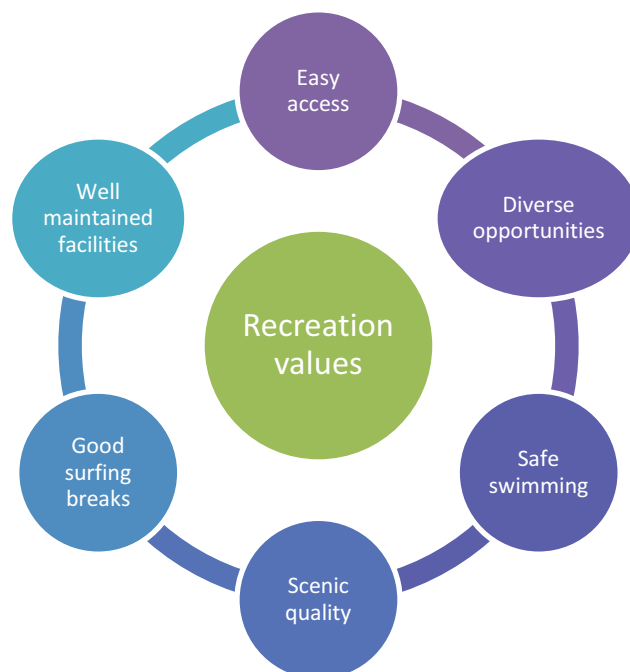 Easy
access
Diverse
opportunities
Safe
swimming
Scenic
quality
Good
surfing
breaks
Well
maintained
facilities
Recreation
values